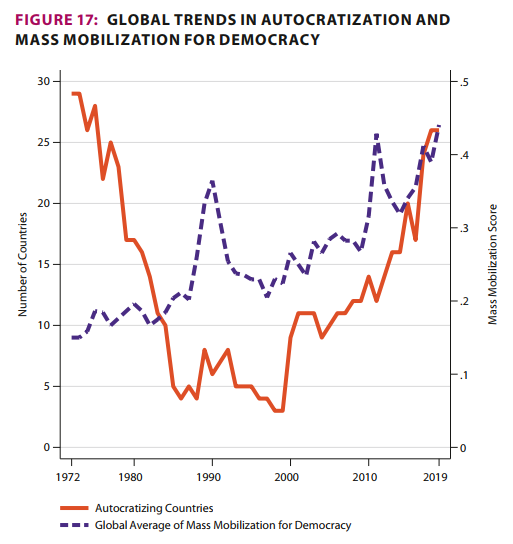 FIGURE 17: GLOBAL TRENDS IN AUTOCRATIZATION AND
MASS MOBILIZATION FOR DEMOCRACY
30
25
20
15
10
5
0
Number of Countries
.5
.4
.3
.2
.1
0
Mass Mobilization Score
1972 1980 1990 2000 2010 2019
Autocratizing Countries
Global Average of Mass Mobilization for Democracy